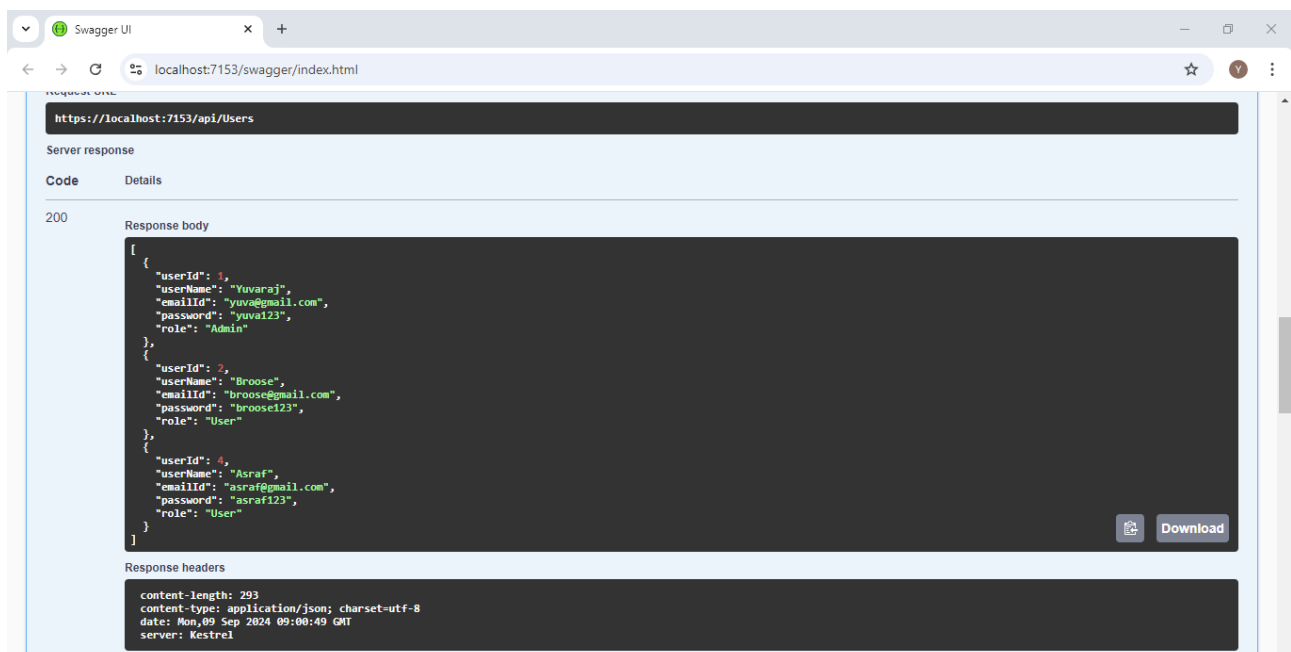 Swagger UI
localhost:7153/swagger/index.html
Y
Request URL
https://localhost:7153/api/Users
Server response
Code Details
200
Response body
[
{
"userId": 1,
"userName": "Yuvaraj",
"emailId": "yuva@gmail.com",
"password": "yuva123",
"role": "Admin"
},
{
"userId": 2,
"userName": "Broose",
"emailId": "broose@gmail.com",
"password": "broose123",
"role": "User"
},
{
"userId": 4,
"userName": "Asraf",
"emailId": "asraf@gmail.com",
"password": "asraf123",
"role": "User"
}
]
Download
Response headers
content-length: 293
content-type: application/json; charset=utf-8
date: Mon,09 Sep 2024 09:00:49 GMT
server: Kestrel